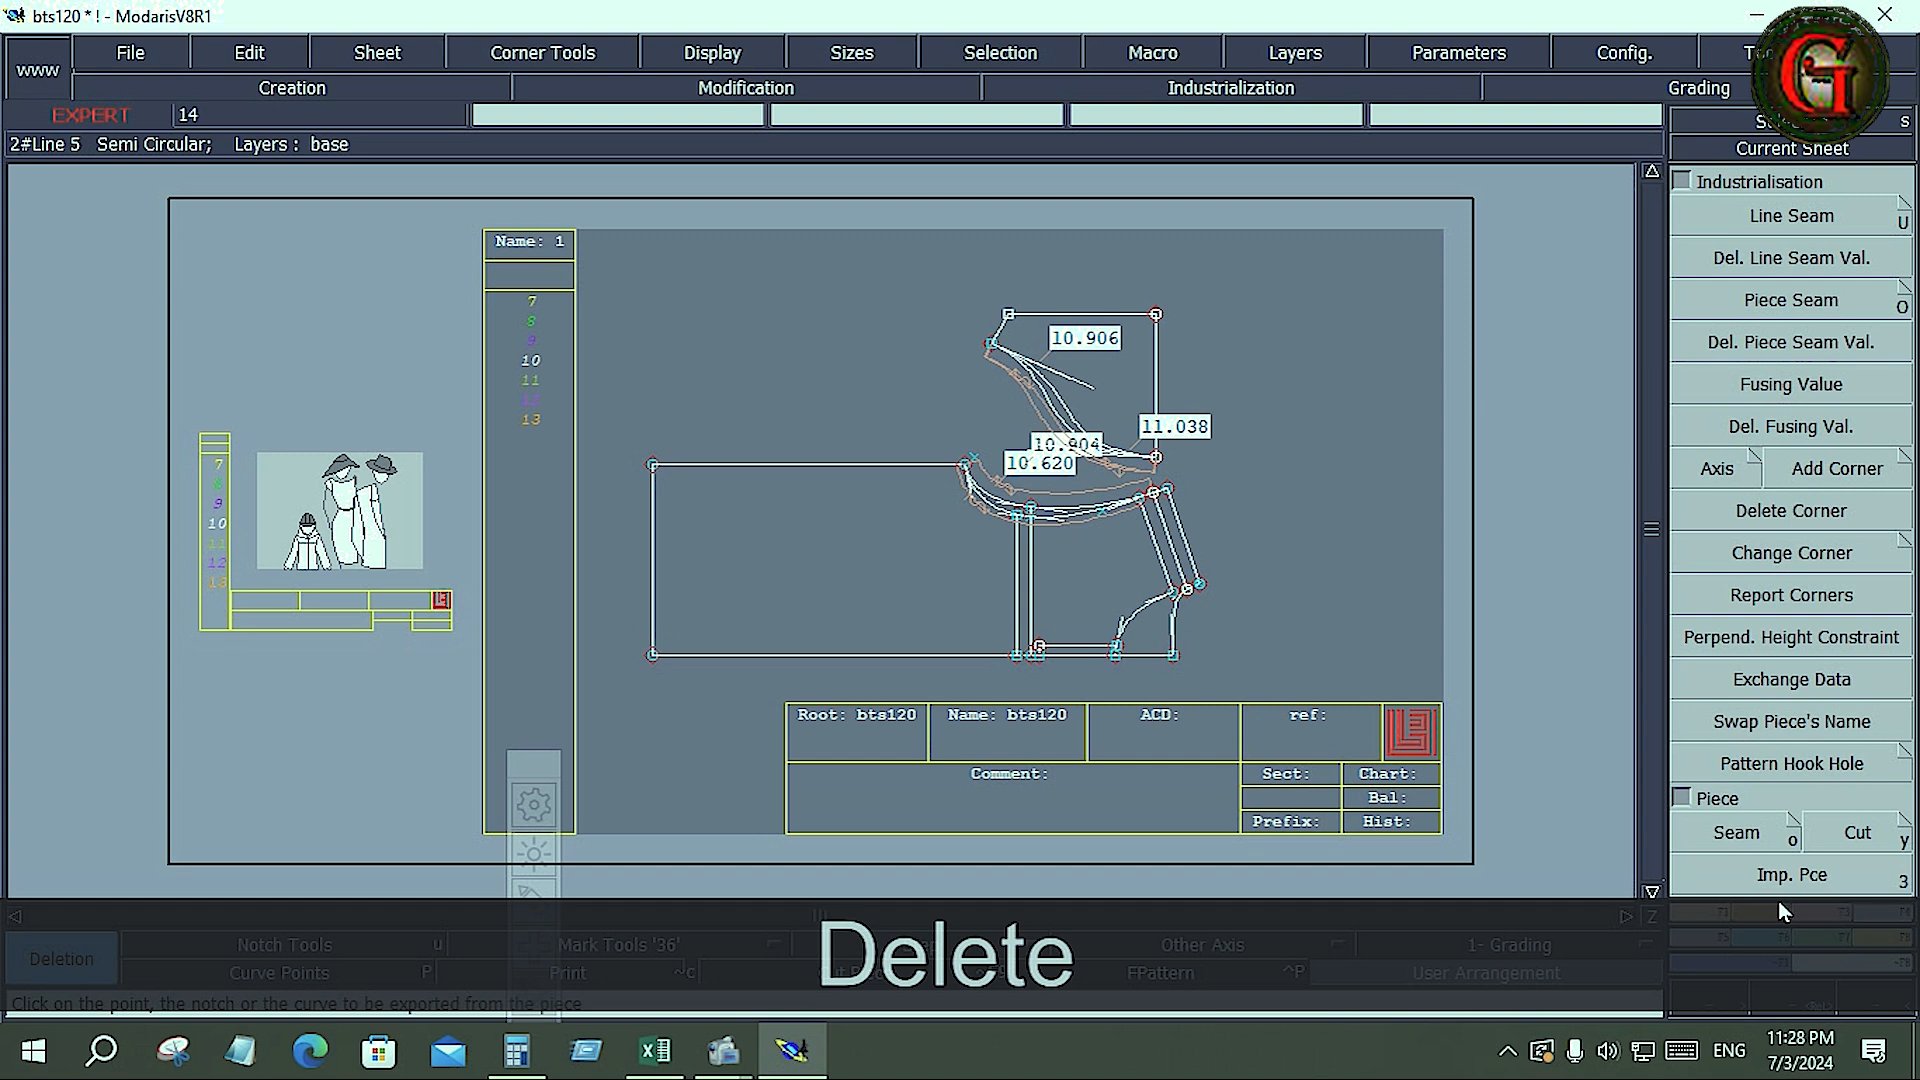 bts120 * ! - ModarisV8R1
www
File Edit Sheet Corner Tools Display Sizes Selection Macro Layers Parameters Config.
Creation Modification Industrialization Grading
EXPERT 14
S
2#Line 5 Semi Circular; Layers : base
Current Sheet
Industrialisation
Line Seam U
Del. Line Seam Val.
Piece Seam O
Del. Piece Seam Val.
Fusing Value
Del. Fusing Val.
Axis Add Corner
Delete Corner
Change Corner
Report Corners
Perpend. Height Constraint
Exchange Data
Swap Piece's Name
Pattern Hook Hole
Piece
Seam o Cut y
Imp. Pce 3
Name: 1
7
8
9
10
11
12
13
7
8
9
10
11
12
13
10.906
11.038
10.904
10.620
Root: bts120 Name: bts120 ACD: ref:
Comment: Sect: Chart:
Bal:
Prefix: Hist:
G
Deletion
Notch Tools u Mark Tools '36' Other Axis 1- Grading
Curve Points P Print ~c FPattern ^P User Arrangement
Z
Click on the point, the notch or the curve to be exported from the piece
Delete
ENG
11:28 PM
7/3/2024